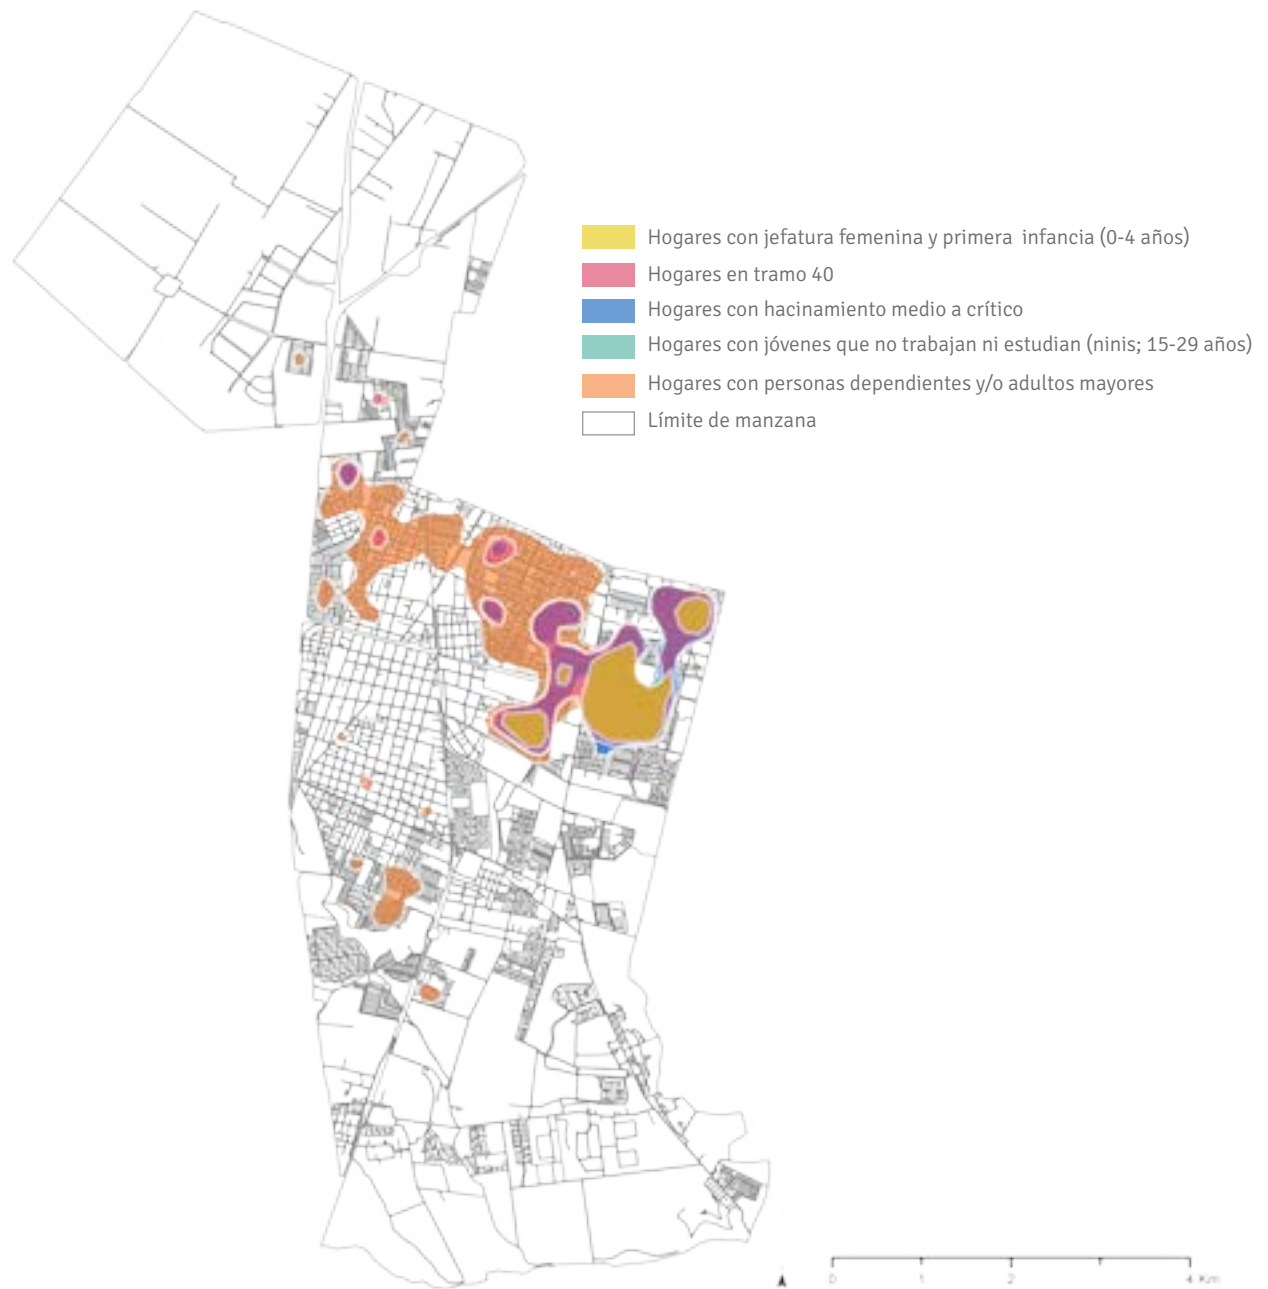 Hogares con jefatura femenina y primera infancia (0-4 años)
Hogares en tramo 40
Hogares con hacinamiento medio a crítico
Hogares con jóvenes que no trabajan ni estudian (ninis; 15-29 años)
Hogares con personas dependientes y/o adultos mayores
Límite de manzana
0 1 2 4 Km